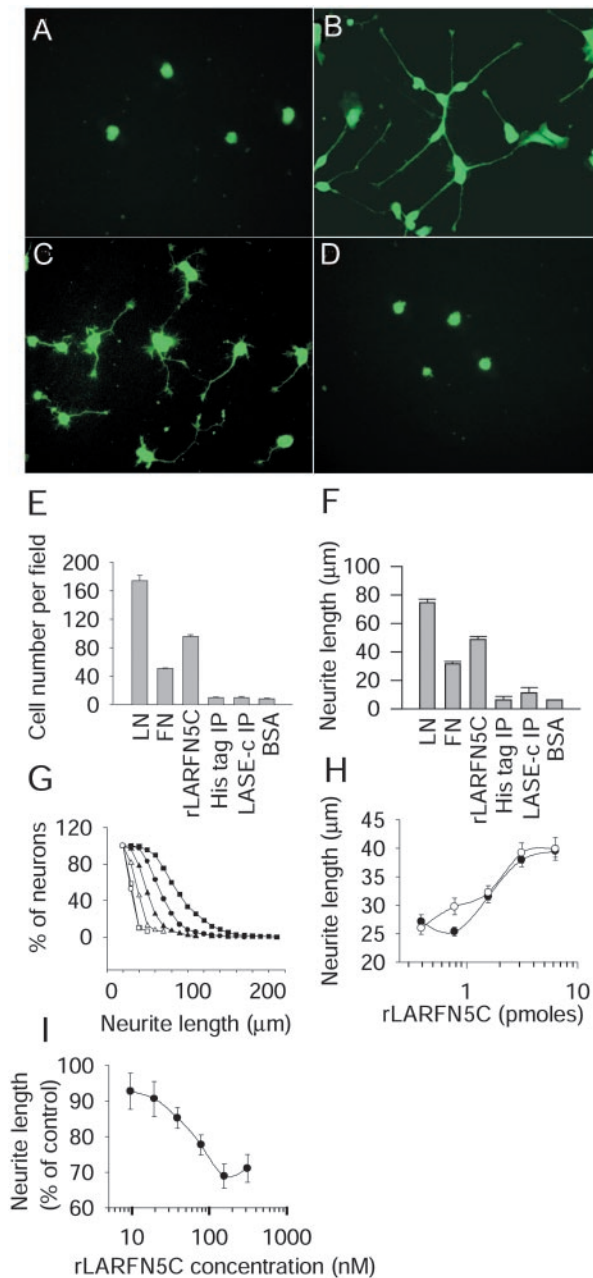 A
B
C
D
E
Cell number per field
200
160
120
80
40
0
LN
FN
rLARFN5C
His tag IP
LASE-c IP
BSA
F
Neurite length (μm)
100
80
60
40
20
0
LN
FN
rLARFN5C
His tag IP
LASE-c IP
BSA
G
% of neurons
120
80
40
0
0
100
200
Neurite length (μm)
H
Neurite length (μm)
45
40
35
30
25
20
1
10
rLARFN5C (pmoles)
I
Neurite length
(% of control)
100
90
80
70
60
10
100
1000
rLARFN5C concentration (nM)